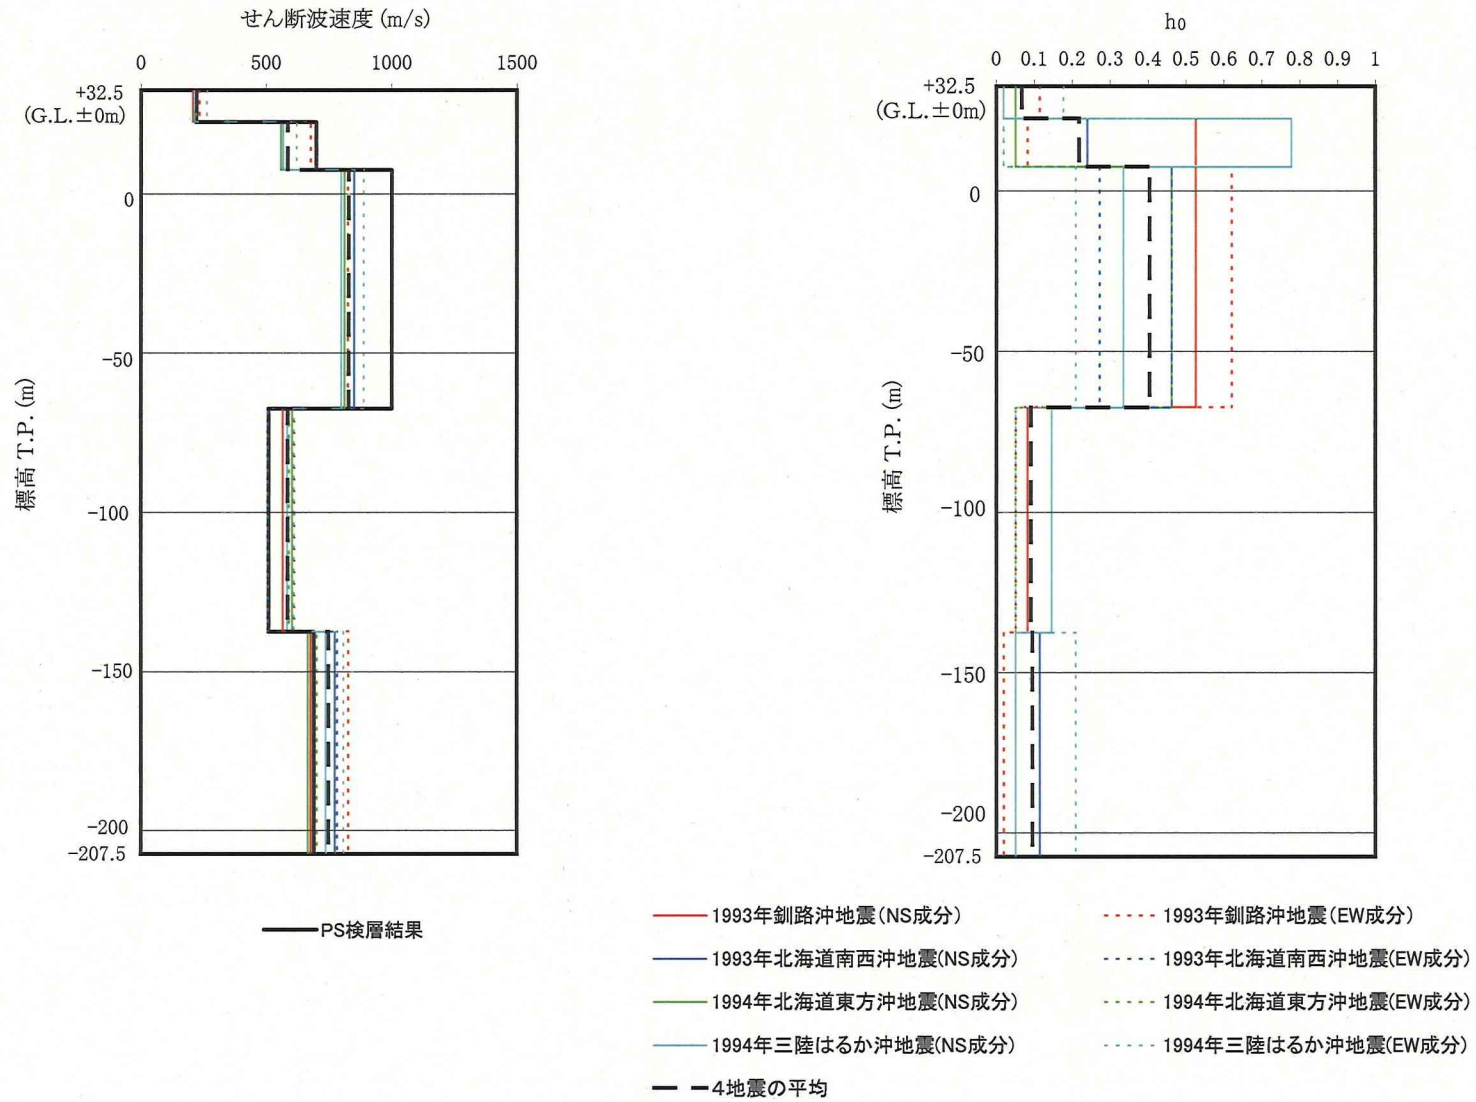 せん断波速度 (m/s)
0 500 1000 1500
+32.5
(G.L.±0m)
0
-50
-100
-150
-200
-207.5
標高 T.P. (m)
PS検層結果
h0
0 0.1 0.2 0.3 0.4 0.5 0.6 0.7 0.8 0.9 1
+32.5
(G.L.±0m)
0
-50
-100
-150
-200
-207.5
標高 T.P. (m)
1993年釧路沖地震(NS成分)
1993年釧路沖地震(EW成分)
1993年北海道南西沖地震(NS成分)
1993年北海道南西沖地震(EW成分)
1994年北海道東方沖地震(NS成分)
1994年北海道東方沖地震(EW成分)
1994年三陸はるか沖地震(NS成分)
1994年三陸はるか沖地震(EW成分)
4地震の平均